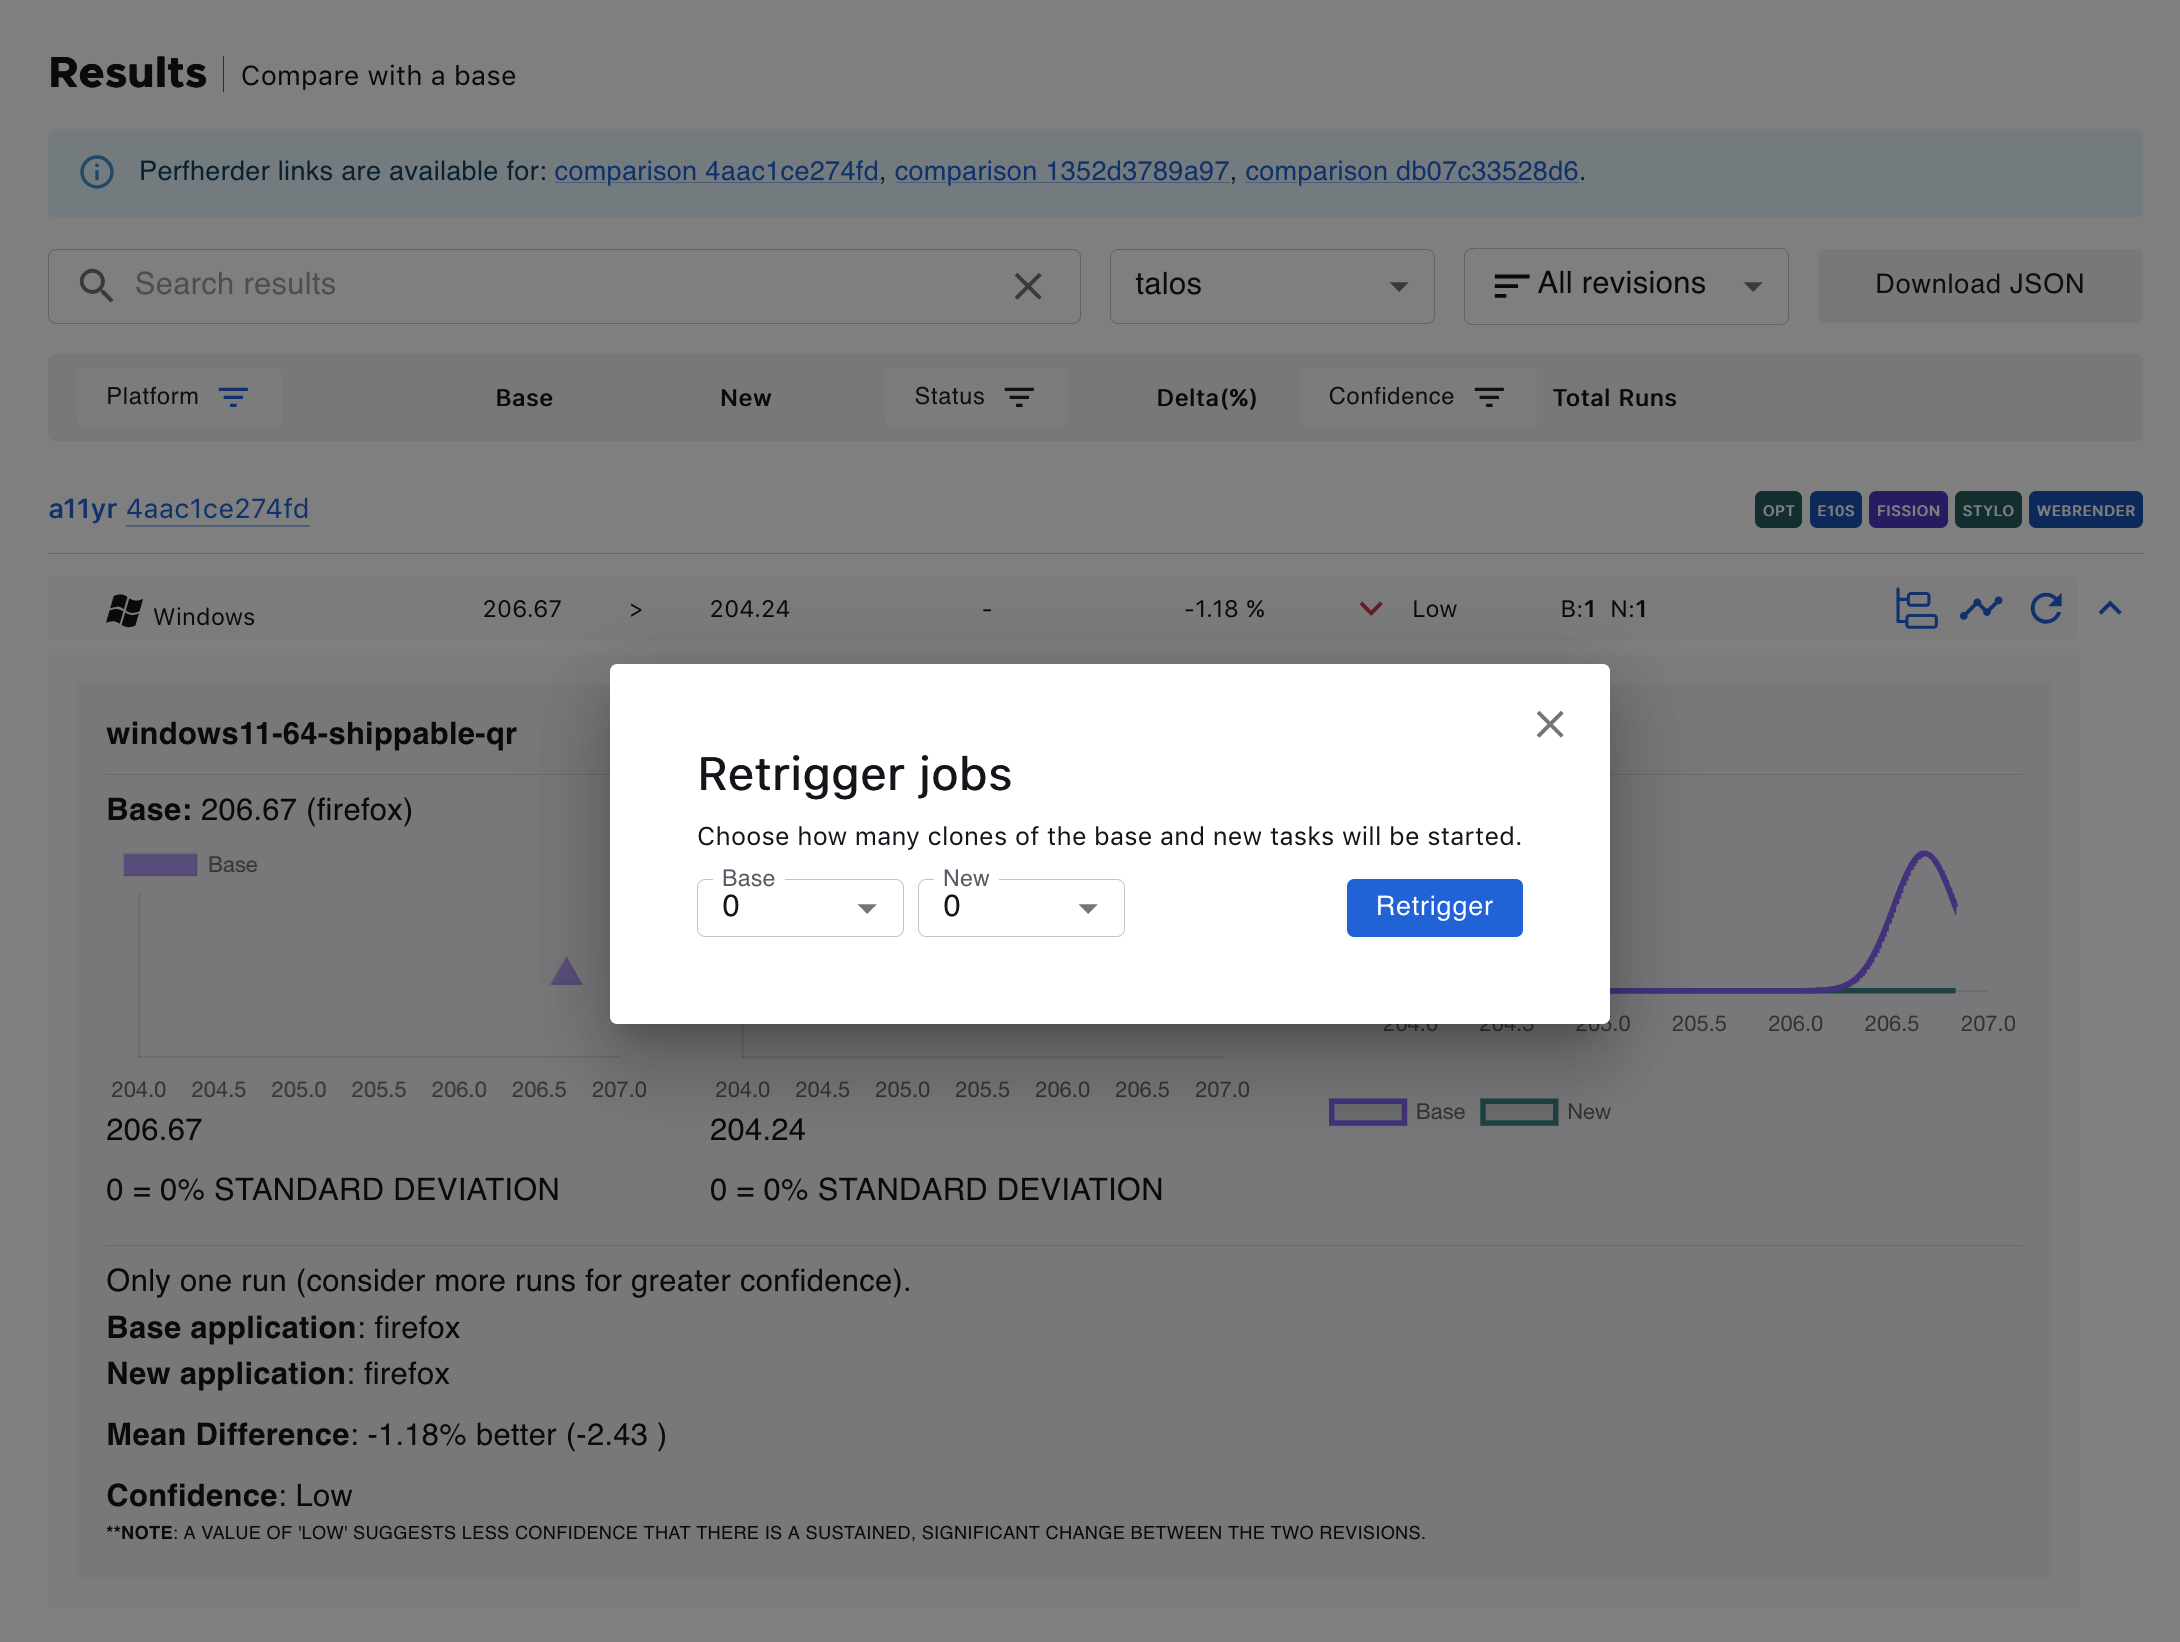 Results | Compare with a base
Perfherder links are available for: comparison 4aac1ce274fd, comparison 1352d3789a97, comparison db07c33528d6.
Search results
talos
All revisions
Download JSON
Platform Base New Status Delta(%) Confidence Total Runs
a11yr 4aac1ce274fd
OPT E10S FISSION STYLO WEBRENDER
Windows 206.67 > 204.24 - -1.18 % Low B:1 N:1
windows11-64-shippable-qr
Base: 206.67 (firefox)
Base
Retrigger jobs
Choose how many clones of the base and new tasks will be started.
Base New
0 0 Retrigger
204.0 204.5 205.0 205.5 206.0 206.5 207.0
204.0 204.5 205.0 205.5 206.0 206.5 207.0
204.0 204.5 205.0 205.5 206.0 206.5 207.0
Base New
206.67 204.24
0 = 0% STANDARD DEVIATION 0 = 0% STANDARD DEVIATION
Only one run (consider more runs for greater confidence).
Base application: firefox
New application: firefox
Mean Difference: -1.18% better (-2.43 )
Confidence: Low
**NOTE: A VALUE OF 'LOW' SUGGESTS LESS CONFIDENCE THAT THERE IS A SUSTAINED, SIGNIFICANT CHANGE BETWEEN THE TWO REVISIONS.